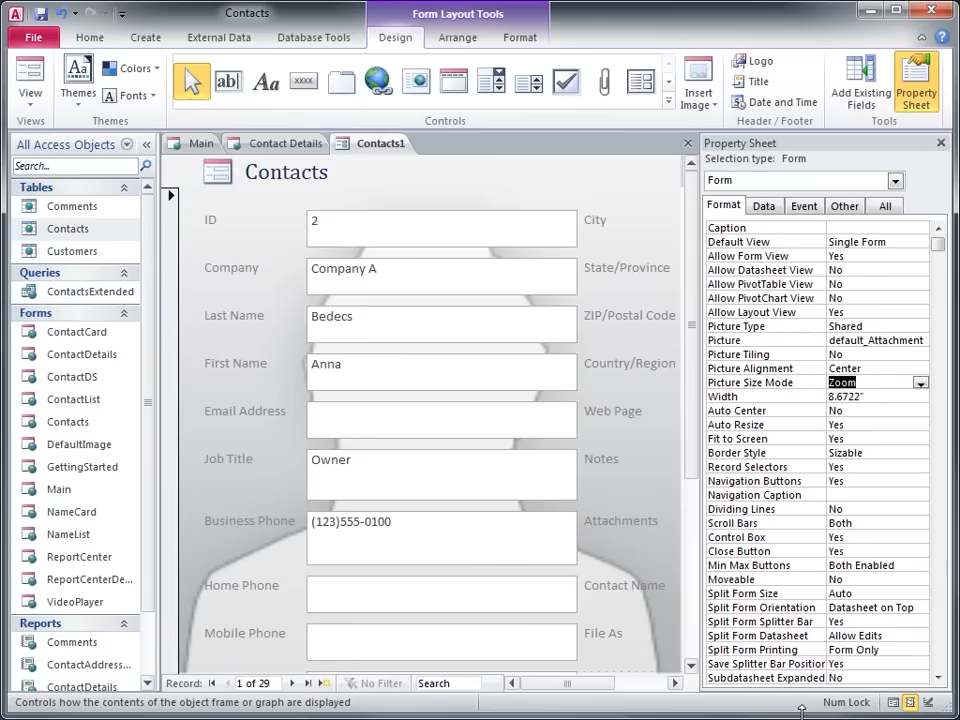 Contacts
Form Layout Tools
File
Home
Create
External Data
Database Tools
Design
Arrange
Format
View
Views
Aa
Themes
Colors
A Fonts
Themes
ab
Aa
xxxx
Controls
Insert
Image
Logo
Title
Date and Time
Header / Footer
Add Existing
Fields
Property
Sheet
Tools
All Access Objects
Search...
Tables
Comments
Contacts
Customers
Queries
ContactsExtended
Forms
ContactCard
ContactDetails
ContactDS
ContactList
Contacts
DefaultImage
GettingStarted
Main
NameCard
NameList
ReportCenter
ReportCenterDe...
VideoPlayer
Reports
Comments
ContactAddress...
ContactDetails
Main
Contact Details
Contacts1
Contacts
ID 2 City
Company Company A State/Province
Last Name Bedecs ZIP/Postal Code
First Name Anna Country/Region
Email Address Web Page
Job Title Owner Notes
Business Phone (123)555-0100 Attachments
Home Phone Contact Name
Mobile Phone File As
Record: 1 of 29 No Filter Search
Property Sheet
Selection type: Form
Form
Format Data Event Other All
Caption
Default View Single Form
Allow Form View Yes
Allow Datasheet View No
Allow PivotTable View No
Allow PivotChart View No
Allow Layout View Yes
Picture Type Shared
Picture default_Attachment
Picture Tiling No
Picture Alignment Center
Picture Size Mode Zoom
Width 8.6722"
Auto Center No
Auto Resize Yes
Fit to Screen Yes
Border Style Sizable
Record Selectors Yes
Navigation Buttons Yes
Navigation Caption
Dividing Lines No
Scroll Bars Both
Control Box Yes
Close Button Yes
Min Max Buttons Both Enabled
Moveable No
Split Form Size Auto
Split Form Orientation Datasheet on Top
Split Form Splitter Bar Yes
Split Form Datasheet Allow Edits
Split Form Printing Form Only
Save Splitter Bar Position Yes
Subdatasheet Expanded No
Controls how the contents of the object frame or graph are displayed
Num Lock